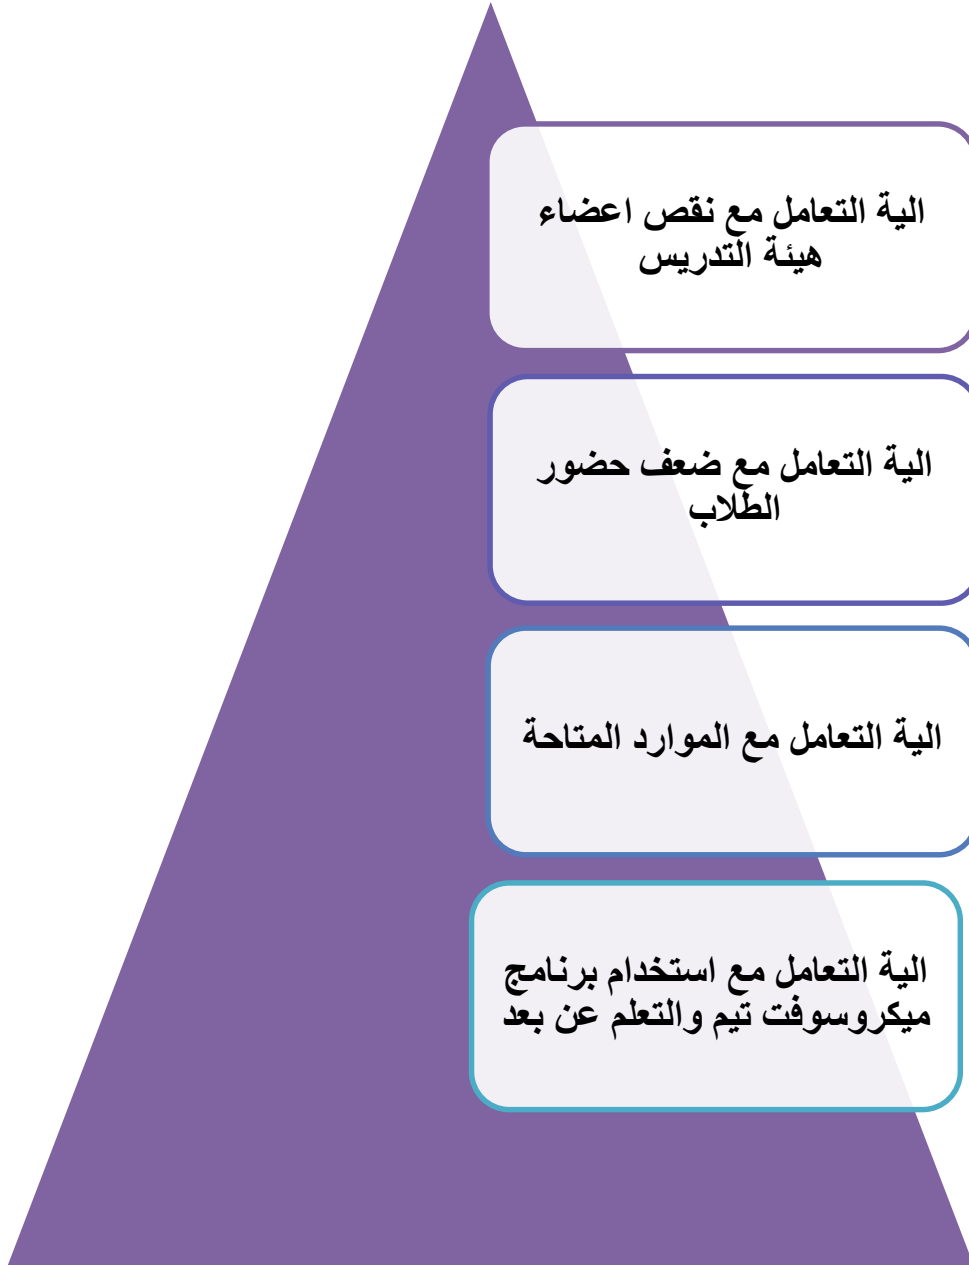 الية التعامل مع نقص اعضاء
هيئة التدريس
الية التعامل مع ضعف حضور
الطلاب
الية التعامل مع الموارد المتاحة
الية التعامل مع استخدام برنامج
ميكروسوفت تيم والتعلم عن بعد